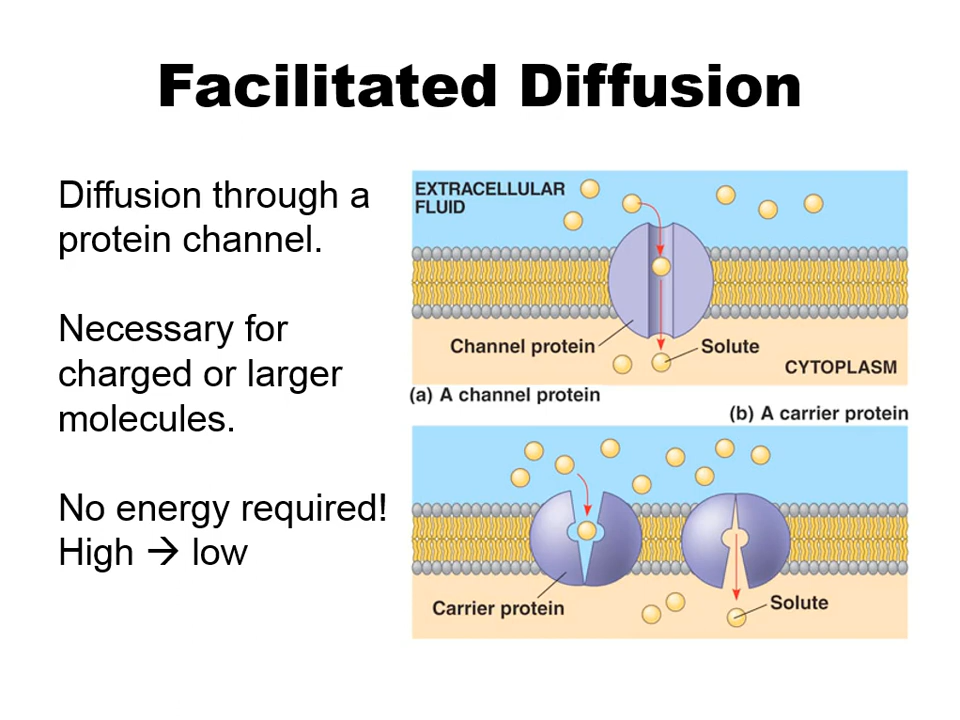 Facilitated Diffusion
Diffusion through a
protein channel.
Necessary for
charged or larger
molecules.
No energy required!
High → low
EXTRACELLULAR
FLUID
Channel protein
Solute
CYTOPLASM
(a) A channel protein
(b) A carrier protein
Carrier protein
Solute